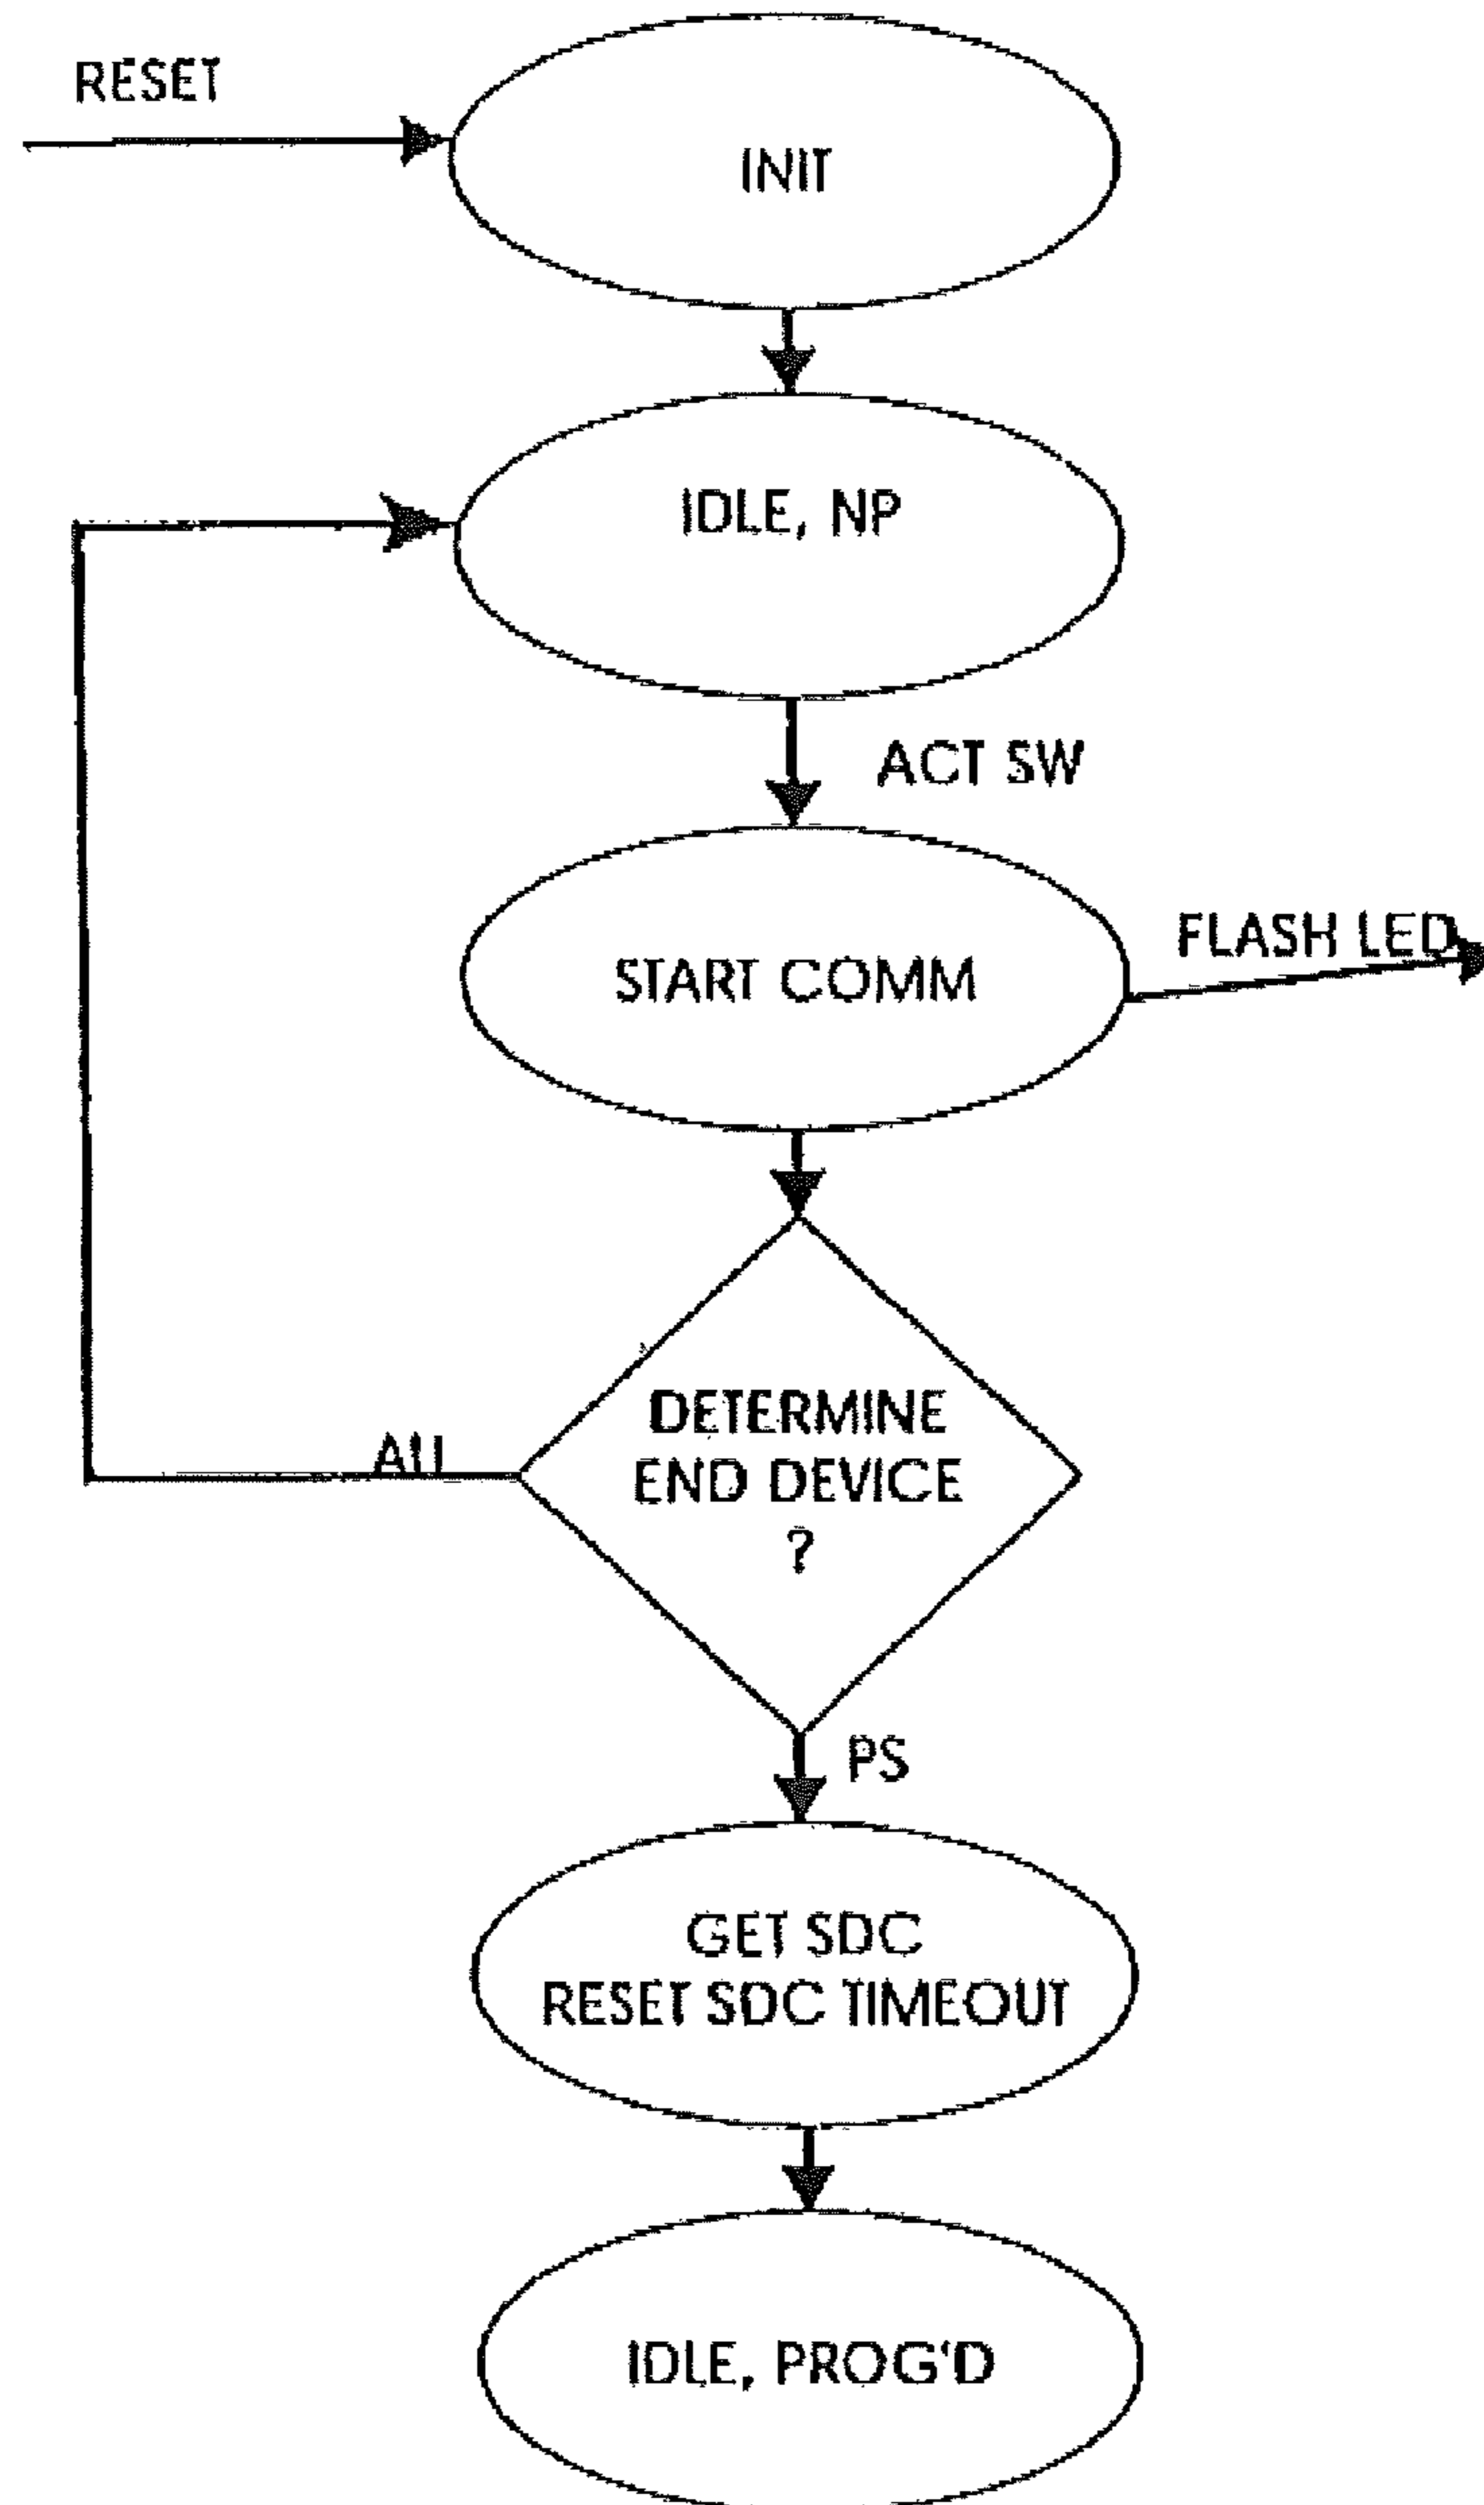 RESET
INIT
IDLE, NP
ACT SW
START COMM
FLASH LED
DETERMINE
END DEVICE
?
PS
GET SDC
RESET SDC TIMEOUT
IDLE, PROG'D